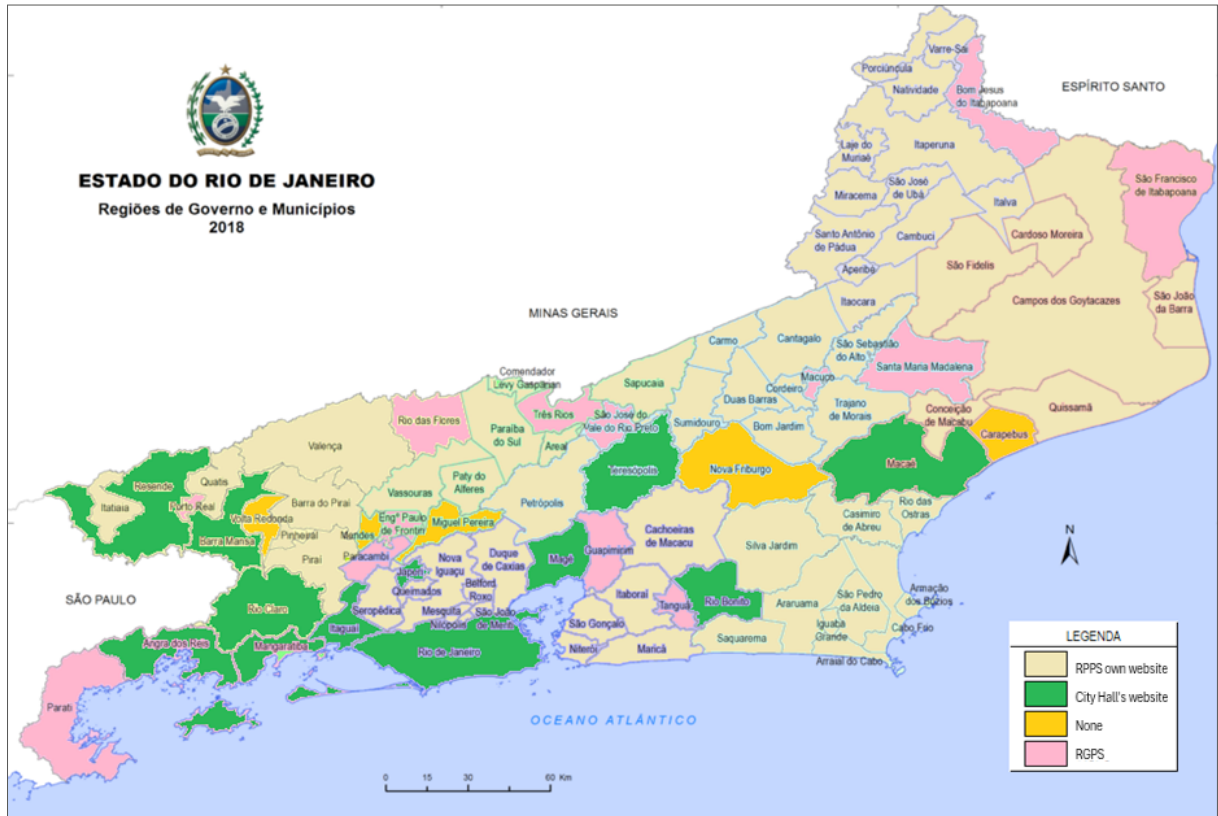 ESTADO DO RIO DE JANEIRO
Regiões de Governo e Municípios
2018
ESPÍRITO SANTO
MINAS GERAIS
SÃO PAULO
Varre-Sai
Porciúncula
Natividade
Bom Jesus
do Itabapoana
Laje do
Muriaé
Itaperuna
São Francisco
de Itabapoana
Miracema
São José
de Ubá
Italva
Santo Antônio
de Pádua
Cambuci
Cardoso Moreira
Aperibé
São Fidelis
Itaocara
Campos dos Goytacazes
São João
da Barra
Carmo
Cantagalo
São Sebastião
do Alto
Santa Maria Madalena
Comendador
Levy Gasparian
Sapucaia
Macuco
Cordeiro
Rio das Flores
Três Rios
São José do
Vale do Rio Preto
Duas Barras
Trajano
de Morais
Conceição
de Macabu
Quissamã
Paraíba
do Sul
Areal
Sumidouro
Bom Jardim
Carapebus
Valença
Teresópolis
Nova Friburgo
Macaé
Resende
Quatis
Paty do
Alferes
Vassouras
Petrópolis
Itatiaia
Porto Real
Barra do Piraí
Rio das
Ostras
Volta Redonda
Engº Paulo
de Frontin
Miguel Pereira
Casimiro
de Abreu
Barra Mansa
Pinheiral
Mendes
Cachoeiras
de Macacu
Piraí
Paracambi
Nova
Iguaçu
Duque
de Caxias
Magé
Guapimirim
Silva Jardim
Japeri
Queimados
Belford
Roxo
Itaboraí
Tanguá
Rio Bonito
Araruama
São Pedro
da Aldeia
Armação
dos Búzios
Rio Claro
Seropédica
Mesquita
São João
de Meriti
Nilópolis
São Gonçalo
Iguaba
Grande
Cabo Frio
Itaguaí
Angra dos Reis
Mangaratiba
Rio de Janeiro
Niterói
Maricá
Saquarema
Arraial do Cabo
Parati
OCEANO ATLÂNTICO
0 15 30 60 Km
N
LEGENDA
RPPS own website
City Hall's website
None
RGPS